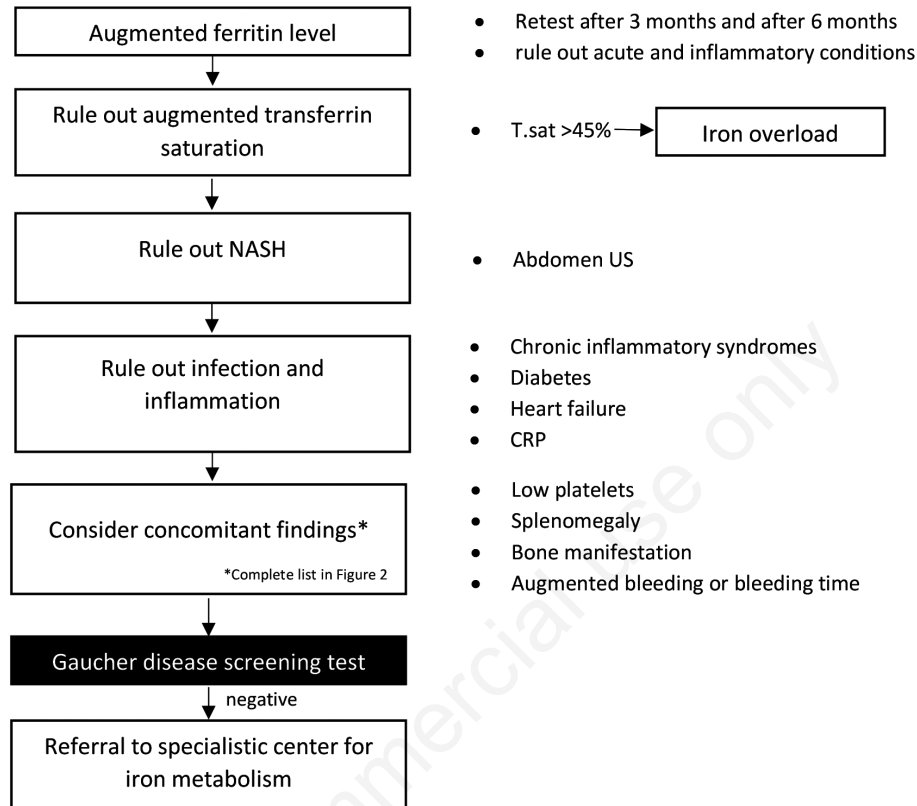 Augmented ferritin level
• Retest after 3 months and after 6 months
• rule out acute and inflammatory conditions
Rule out augmented transferrin
saturation
• T.sat >45%
Iron overload
Rule out NASH
• Abdomen US
Rule out infection and
inflammation
• Chronic inflammatory syndromes
• Diabetes
• Heart failure
• CRP
Consider concomitant findings*
*Complete list in Figure 2
• Low platelets
• Splenomegaly
• Bone manifestation
• Augmented bleeding or bleeding time
Gaucher disease screening test
negative
Referral to specialistic center for
iron metabolism